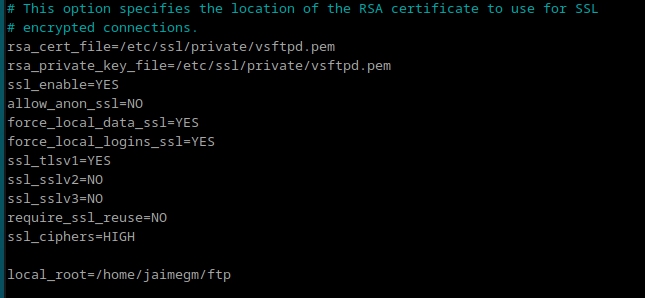 # This option specifies the location of the RSA certificate to use for SSL
# encrypted connections.
rsa_cert_file=/etc/ssl/private/vsftpd.pem
rsa_private_key_file=/etc/ssl/private/vsftpd.pem
ssl_enable=YES
allow_anon_ssl=NO
force_local_data_ssl=YES
force_local_logins_ssl=YES
ssl_tlsv1=YES
ssl_sslv2=NO
ssl_sslv3=NO
require_ssl_reuse=NO
ssl_ciphers=HIGH
local_root=/home/jaimegm/ftp